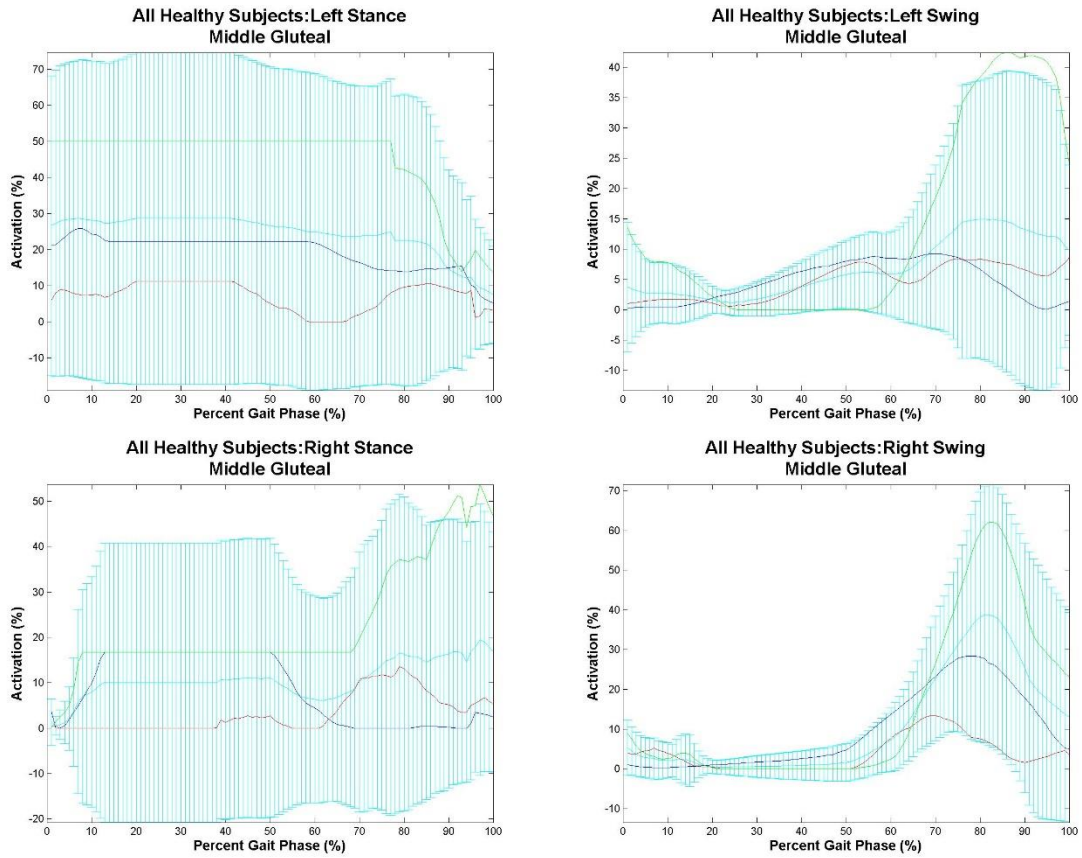 All Healthy Subjects:Left Stance
Middle Gluteal
70
60
50
40
30
20
10
0
-10
Activation (%)
0 10 20 30 40 50 60 70 80 90 100
Percent Gait Phase (%)
All Healthy Subjects:Left Swing
Middle Gluteal
40
35
30
25
20
15
10
5
0
-5
-10
Activation (%)
0 10 20 30 40 50 60 70 80 90 100
Percent Gait Phase (%)
All Healthy Subjects:Right Stance
Middle Gluteal
50
40
30
20
10
0
-10
-20
Activation (%)
0 10 20 30 40 50 60 70 80 90 100
Percent Gait Phase (%)
All Healthy Subjects:Right Swing
Middle Gluteal
70
60
50
40
30
20
10
0
-10
Activation (%)
0 10 20 30 40 50 60 70 80 90 100
Percent Gait Phase (%)